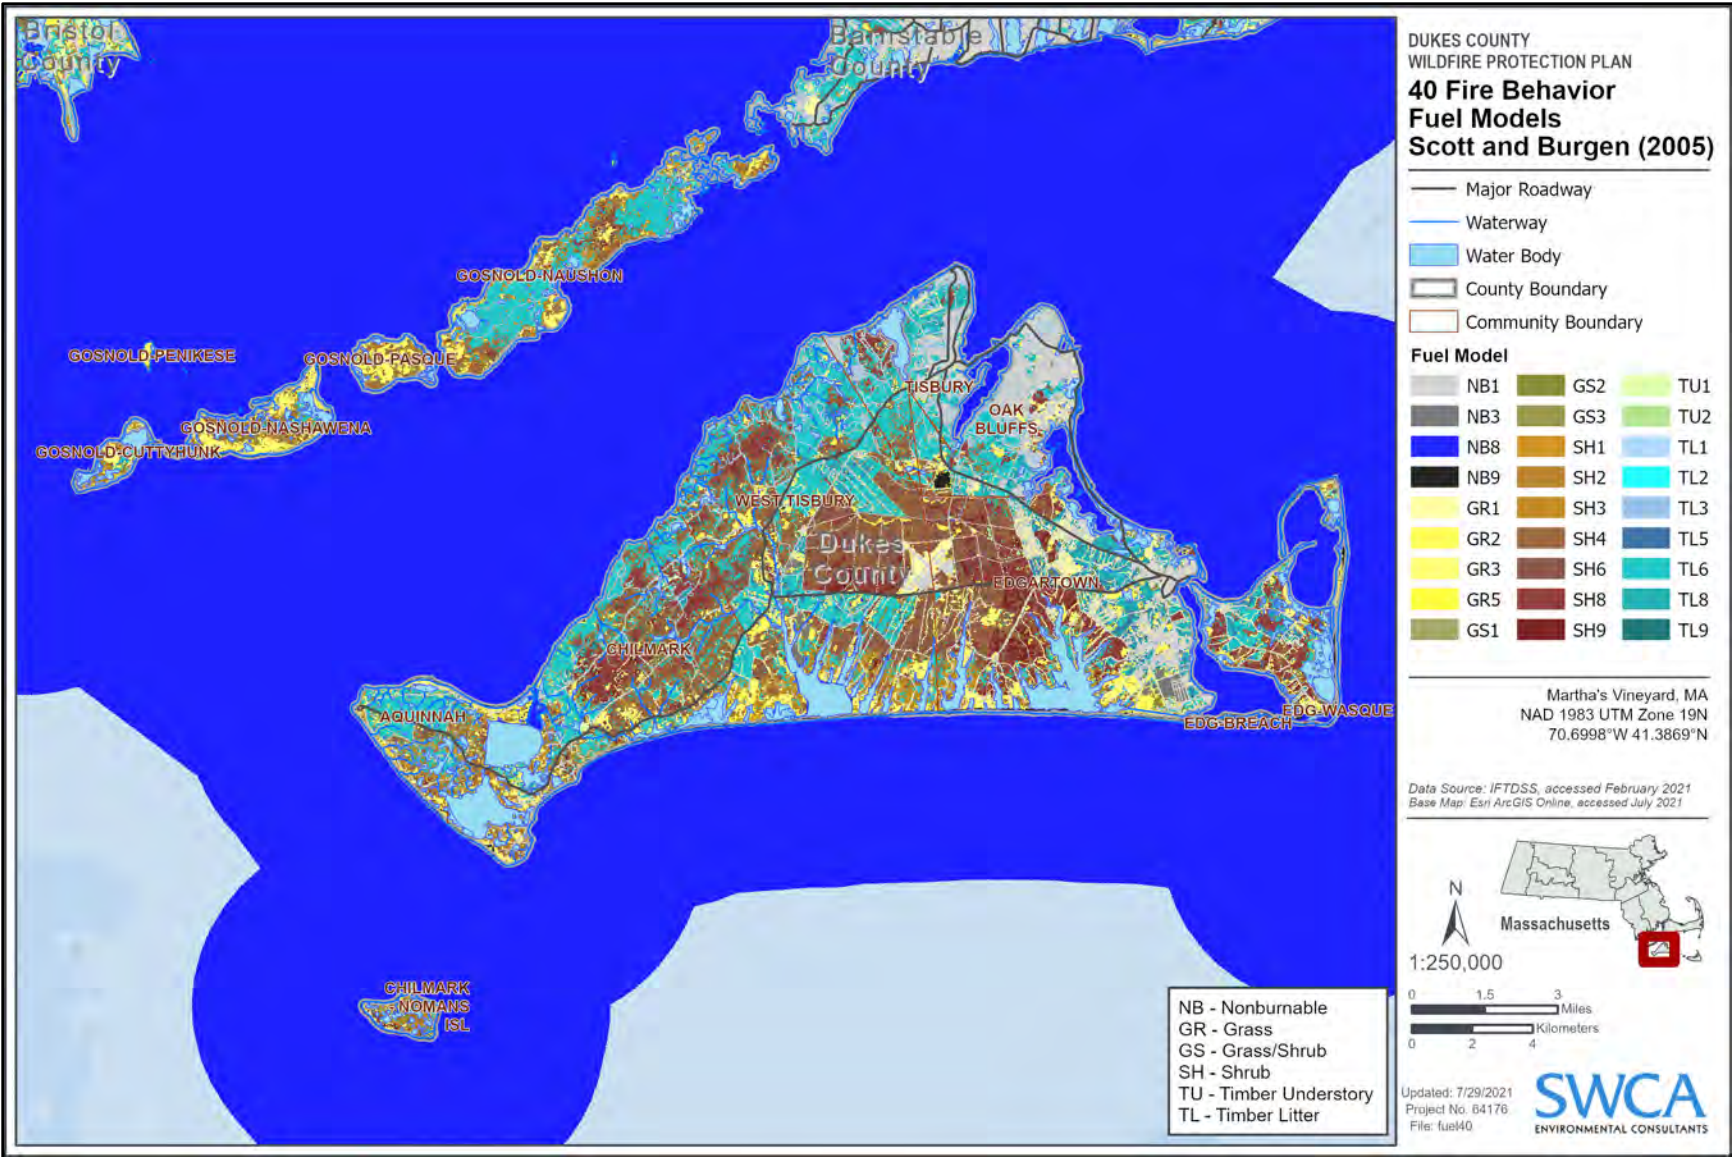 Bristol
County
Barnstable
County
GOSNOLD-NAUSHON
GOSNOLD-PENIKESE
GOSNOLD-PASQUE
GOSNOLD-NASHAWENA
GOSNOLD-CUTTYHUNK
TISBURY
OAK
BLUFFS
WEST TISBURY
Dukes
County
EDGARTOWN
CHILMARK
AQUINNAH
EDG-WASQUE
EDG-BREACH
CHILMARK
NOMANS
ISL
NB - Nonburnable
GR - Grass
GS - Grass/Shrub
SH - Shrub
TU - Timber Understory
TL - Timber Litter
DUKES COUNTY
WILDFIRE PROTECTION PLAN
40 Fire Behavior
Fuel Models
Scott and Burgen (2005)
Major Roadway
Waterway
Water Body
County Boundary
Community Boundary
Fuel Model
NB1 GS2 TU1
NB3 GS3 TU2
NB8 SH1 TL1
NB9 SH2 TL2
GR1 SH3 TL3
GR2 SH4 TL5
GR3 SH6 TL6
GR5 SH8 TL8
GS1 SH9 TL9
Martha's Vineyard, MA
NAD 1983 UTM Zone 19N
70.6998°W 41.3869°N
Data Source: IFTDSS, accessed February 2021
Base Map: Esri ArcGIS Online, accessed July 2021
N
Massachusetts
1:250,000
0 1.5 3
Miles
Kilometers
0 2 4
Updated: 7/29/2021
Project No. 64176
File: fuel40
SWCA
ENVIRONMENTAL CONSULTANTS